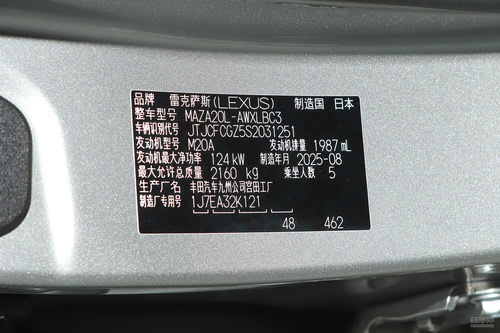 品牌 雷克萨斯(LEXUS) 制造国 日本
整车型号 MAZA20L-AWXLBC3
车辆识别代号 JTJCFCGZ5S2031251
发动机型号 M20A 发动机排量 1987 mL
发动机最大净功率 124 kW 制造年月 2025-08
最大允许总质量 2160 kg 乘坐人数 5
生产厂名 丰田汽车九州公司宫田工厂
制造厂专用号 1J7EA32K121
48 462